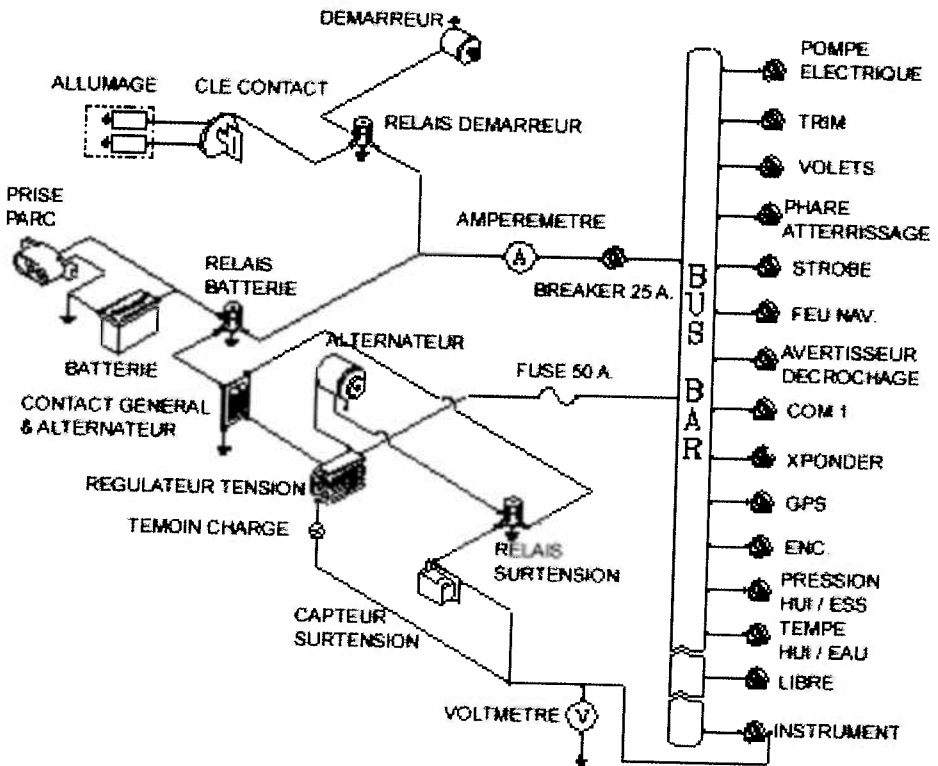 DEMARREUR
ALLUMAGE
CLE CONTACT
RELAIS DEMARREUR
PRISE
PARC
RELAIS
BATTERIE
BATTERIE
AMPEREMETRE
A
BREAKER 25 A.
ALTERNATEUR
CONTACT GENERAL
& ALTERNATEUR
FUSE 50 A.
REGULATEUR TENSION
TEMOIN CHARGE
RELAIS
SURTENSION
CAPTEUR
SURTENSION
VOLTMETRE
V
BUS BAR
POMPE
ELECTRIQUE
TRIM
VOLETS
PHARE
ATTERRISSAGE
STROBE
FEU NAV.
AVERTISSEUR
DECROCHAGE
COM 1
XPONDER
GPS
ENC.
PRESSION
HUI / ESS
TEMPE
HUI / EAU
LIBRE
INSTRUMENT